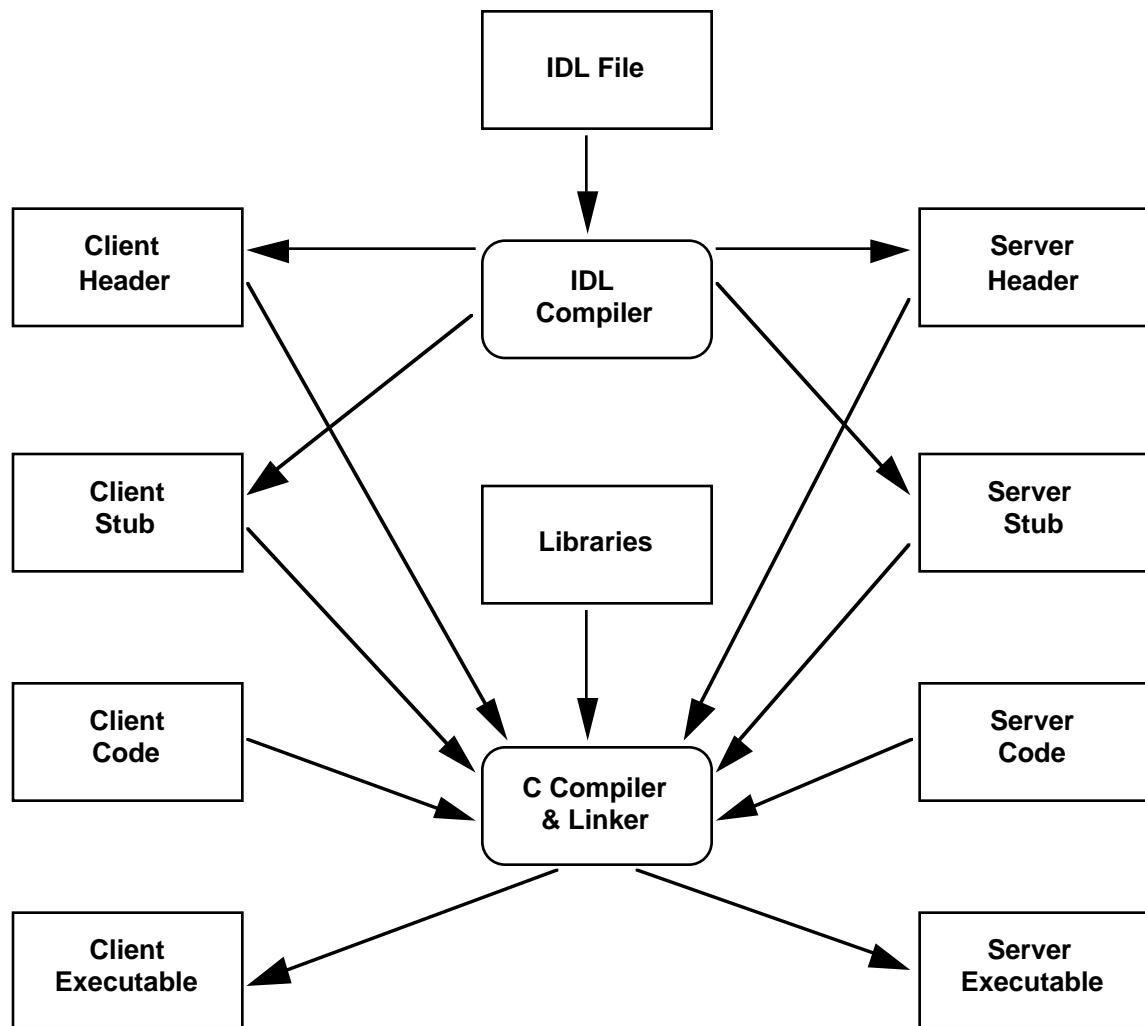 IDL File
Client
Header
IDL
Compiler
Server
Header
Client
Stub
Libraries
Server
Stub
Client
Code
C Compiler
& Linker
Server
Code
Client
Executable
Server
Executable